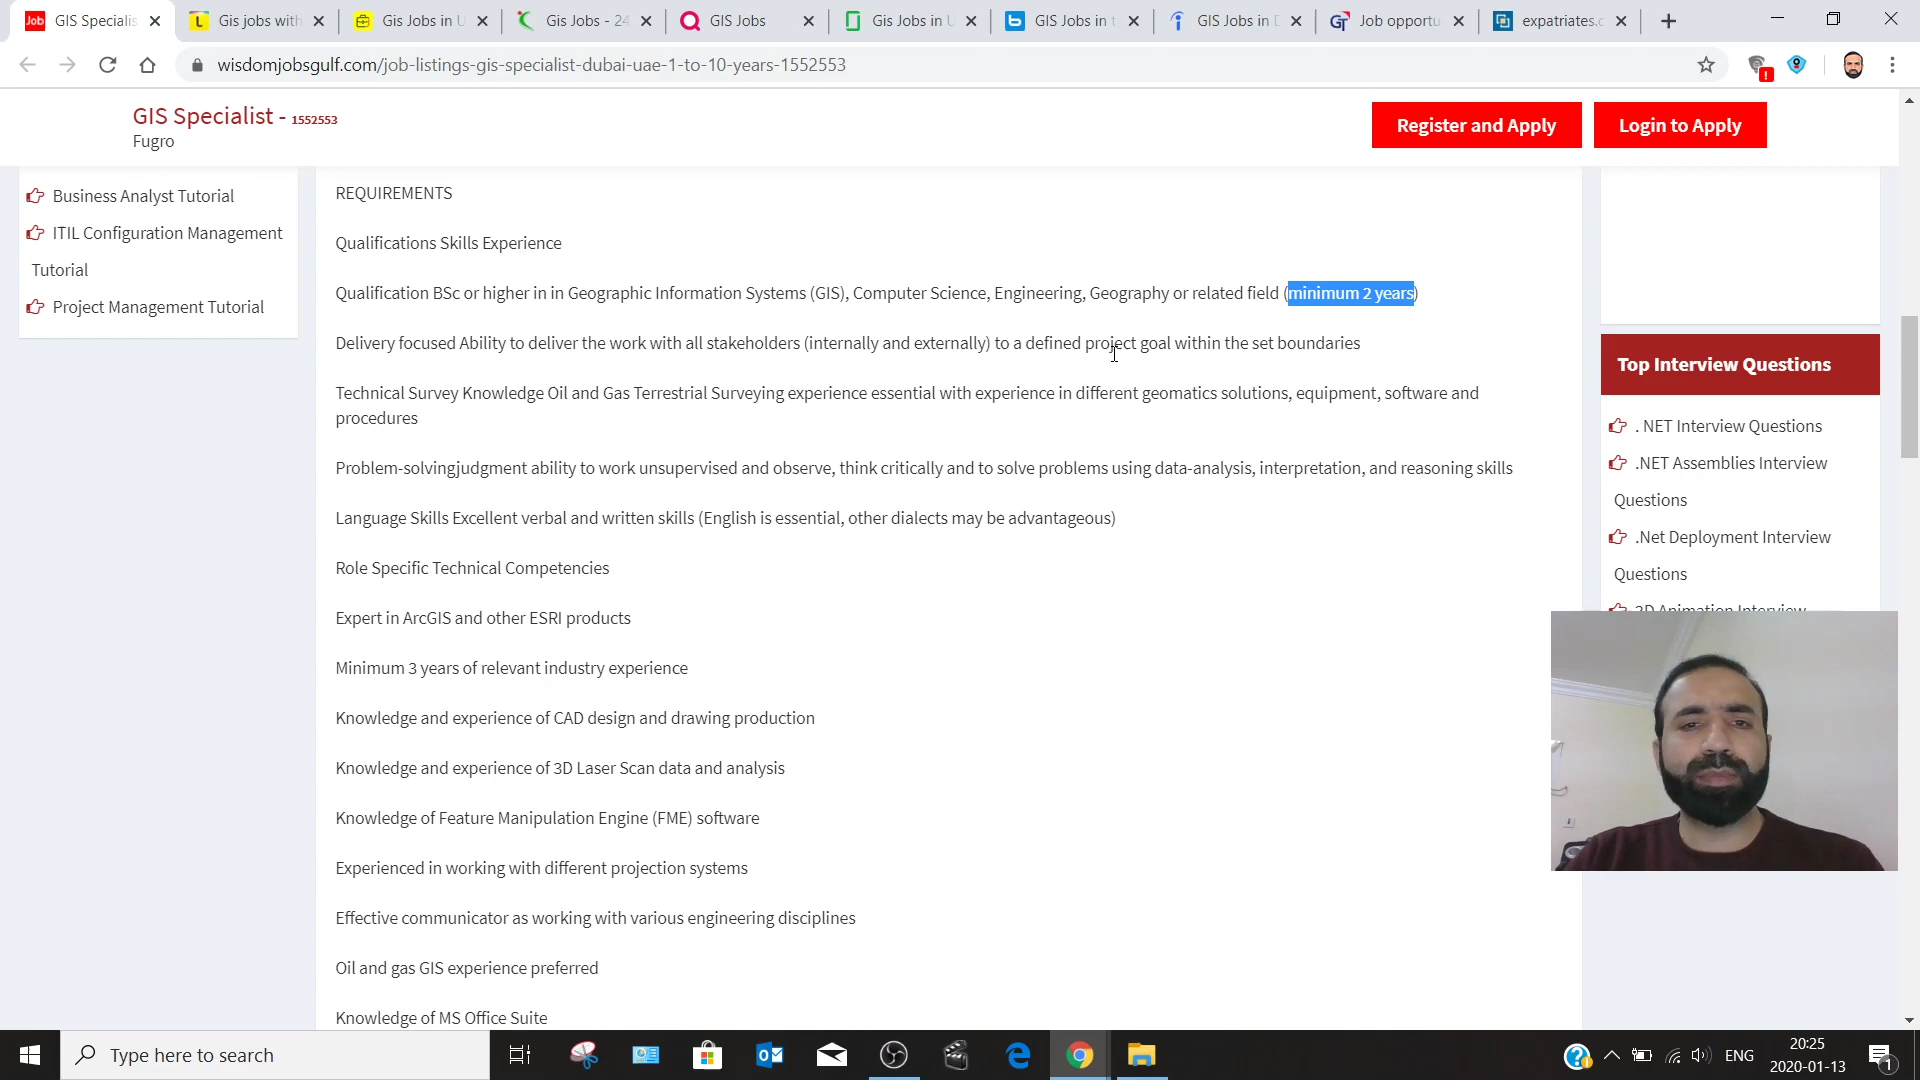 Job GIS Specialis
Gis jobs with
Gis Jobs in U
Gis Jobs - 24
GIS Jobs
Gis Jobs in U
GIS Jobs in t
GIS Jobs in D
Job opportu
expatriates.c
wisdomjobsgulf.com/job-listings-gis-specialist-dubai-uae-1-to-10-years-1552553
GIS Specialist - 1552553
Fugro
Register and Apply
Login to Apply
Business Analyst Tutorial
ITIL Configuration Management
Tutorial
Project Management Tutorial
REQUIREMENTS
Qualifications Skills Experience
Qualification BSc or higher in in Geographic Information Systems (GIS), Computer Science, Engineering, Geography or related field (minimum 2 years)
Delivery focused Ability to deliver the work with all stakeholders (internally and externally) to a defined project goal within the set boundaries
Technical Survey Knowledge Oil and Gas Terrestrial Surveying experience essential with experience in different geomatics solutions, equipment, software and
procedures
Problem-solvingjudgment ability to work unsupervised and observe, think critically and to solve problems using data-analysis, interpretation, and reasoning skills
Language Skills Excellent verbal and written skills (English is essential, other dialects may be advantageous)
Role Specific Technical Competencies
Expert in ArcGIS and other ESRI products
Minimum 3 years of relevant industry experience
Knowledge and experience of CAD design and drawing production
Knowledge and experience of 3D Laser Scan data and analysis
Knowledge of Feature Manipulation Engine (FME) software
Experienced in working with different projection systems
Effective communicator as working with various engineering disciplines
Oil and gas GIS experience preferred
Knowledge of MS Office Suite
Top Interview Questions
. NET Interview Questions
.NET Assemblies Interview
Questions
.Net Deployment Interview
Questions
3D Animation Interview
Type here to search
ENG
20:25
2020-01-13
1